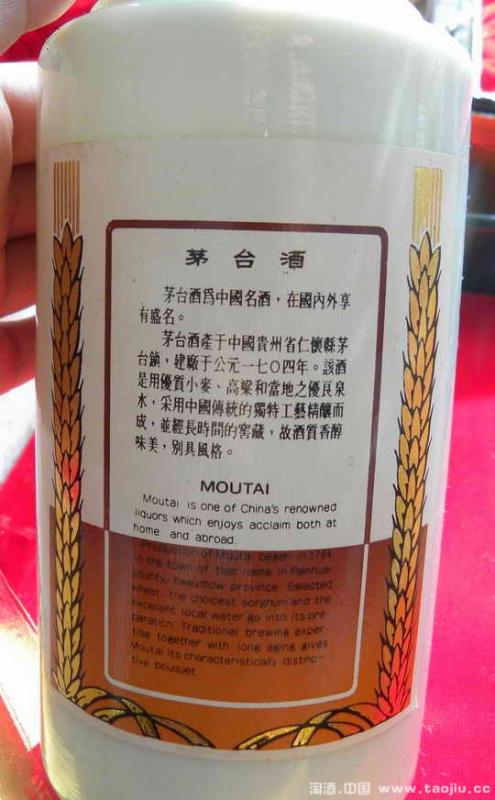 茅台酒
茅台酒爲中國名酒，在國內外享
有盛名。
茅台酒產于中國貴州省仁懷縣茅
台鎮，建廠于公元一七〇四年。該酒
是用優質小麥、高粱和當地之優良泉
水，采用中國傳統的獨特工藝精釀而
成，並經長時間的窖藏，故酒質香醇
味美，別具風格。
MOUTAI
Moutai is one of China's renowned
liquors which enjoys acclaim both at
home and abroad.
Production of Moutai began in 1704
in the town of that name in Renhuai
county, Kweichow province. Selected
wheat, the choicest sorghum and the
excellent local water go into its pre
paration. Traditional brewing exper
tise together with long aging gives
Moutai its characteristically distinc-
tive bouquet.
淘酒.中国 www.taojiu.cc